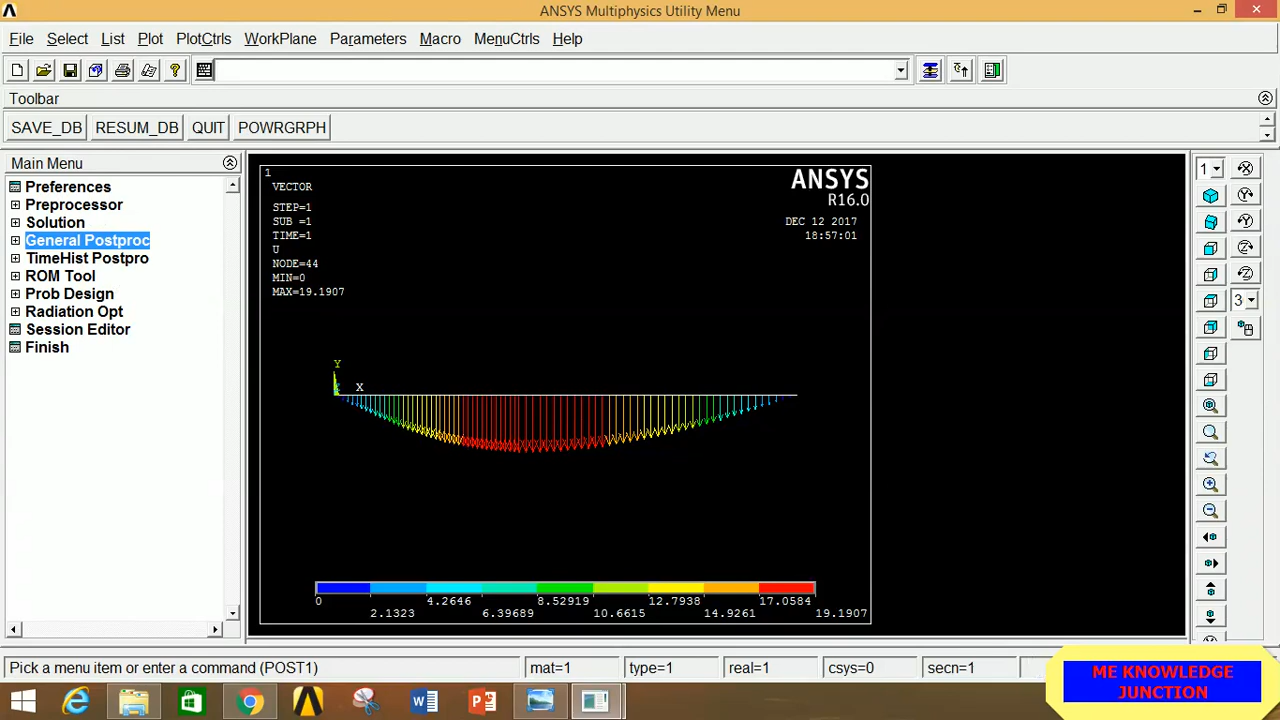 ANSYS Multiphysics Utility Menu
File Select List Plot PlotCtrls WorkPlane Parameters Macro MenuCtrls Help
Toolbar
SAVE_DB RESUM_DB QUIT POWRGRPH
Main Menu
Preferences
Preprocessor
Solution
General Postproc
TimeHist Postpro
ROM Tool
Prob Design
Radiation Opt
Session Editor
Finish
1
VECTOR
STEP=1
SUB =1
TIME=1
U
NODE=44
MIN=0
MAX=19.1907
ANSYS
R16.0
DEC 12 2017
18:57:01
Y
X
0
2.1323
4.2646
6.39689
8.52919
10.6615
12.7938
14.9261
17.0584
19.1907
1
3
Pick a menu item or enter a command (POST1) mat=1 type=1 real=1 csys=0 secn=1
ME KNOWLEDGE
JUNCTION